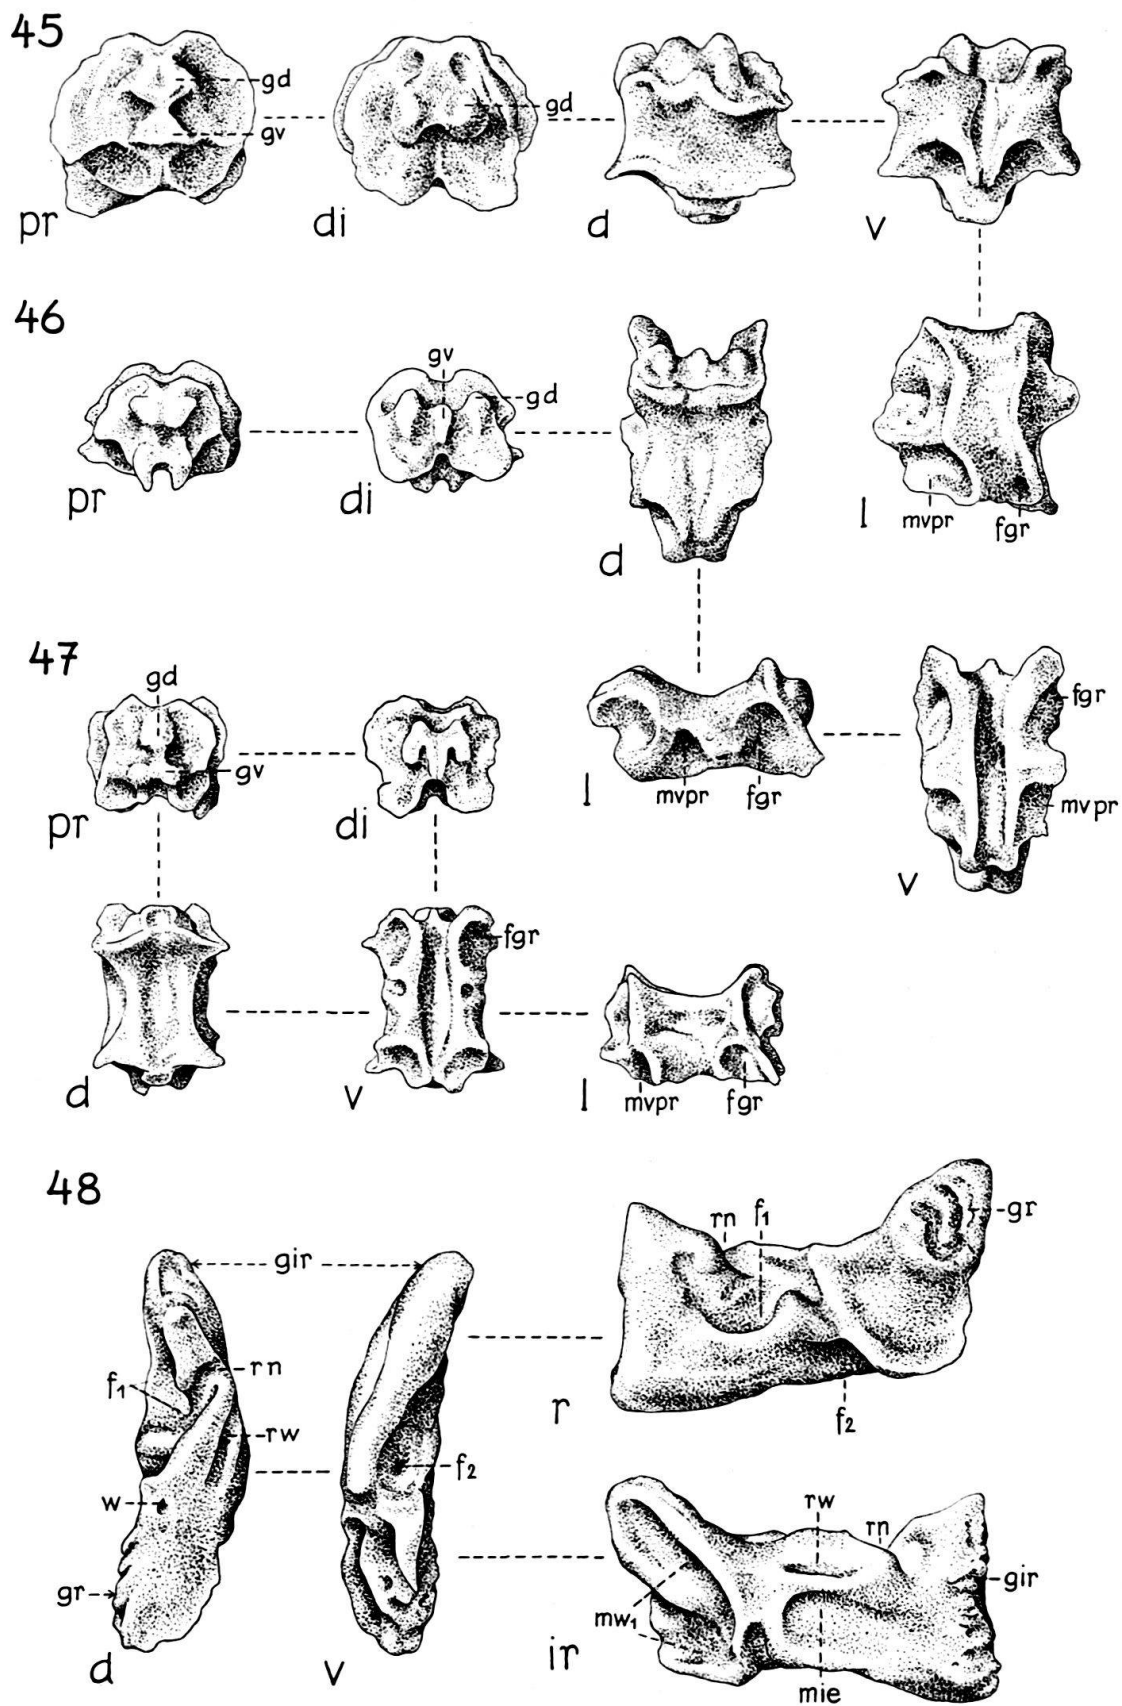 45
gd
gv
gd
pr
di
d
v
46
gv
gd
pr
di
d
l
mvpr
fgr
47
gd
gv
pr
di
l
mvpr
fgr
fgr
mvpr
v
fgr
d
v
l
mvpr
fgr
48
gir
rn
f₁
gr
f₁
rn
rw
r
f₂
w
f₂
rw
rn
gir
gr
mw₁
d
v
ir
mie